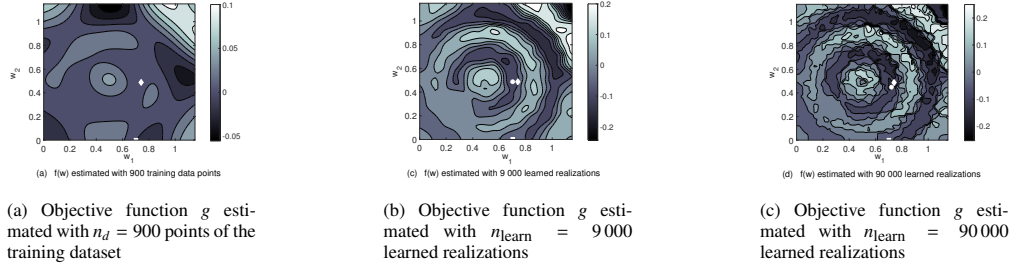 0.1
0.05
0
-0.05
1
0.8
0.6
0.4
0.2
0
w2
0 0.2 0.4 0.6 0.8 1
w1
(a) f(w) estimated with 900 training data points
(a) Objective function g esti-
mated with nd = 900 points of the
training dataset
0.2
0.1
0
-0.1
-0.2
1
0.8
0.6
0.4
0.2
0
w2
0 0.2 0.4 0.6 0.8 1
w1
(c) f(w) estimated with 9 000 learned realizations
(b) Objective function g esti-
mated with nlearn = 9 000
learned realizations
0.2
0.1
0
-0.1
-0.2
1
0.8
0.6
0.4
0.2
0
w2
0 0.2 0.4 0.6 0.8 1
w1
(d) f(w) estimated with 90 000 learned realizations
(c) Objective function g esti-
mated with nlearn = 90 000
learned realizations